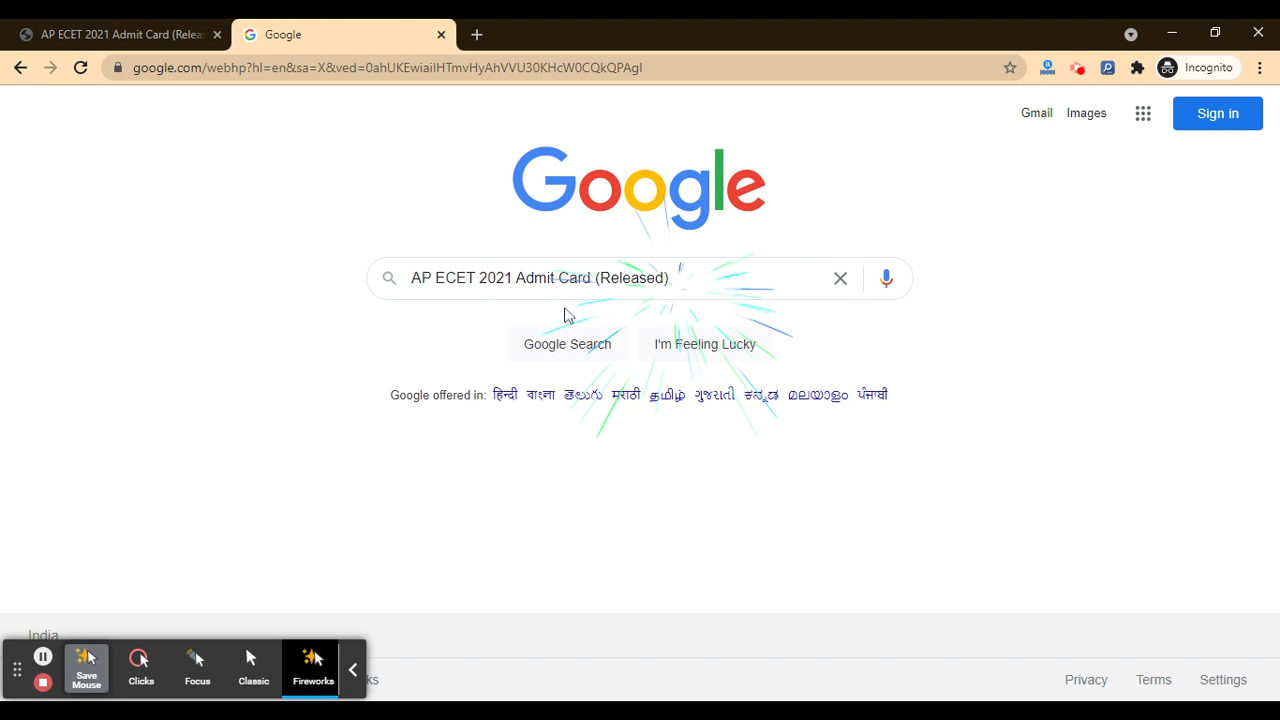 AP ECET 2021 Admit Card (Relea
Google
google.com/webhp?hl=en&sa=X&ved=0ahUKEwiaiIHTmvHyAhVVU30KHcW0CQkQPAgI
Incognito
Gmail Images
Sign in
Google
AP ECET 2021 Admit Card (Released)
Google Search I'm Feeling Lucky
Google offered in: हिन्दी বাংলা తెలుగు मराठी தமிழ் ગુજરાતી ಕನ್ನಡ മലയാളം ਪੰਜਾਬੀ
India
Save Mouse
Clicks
Focus
Classic
Fireworks
Privacy Terms Settings